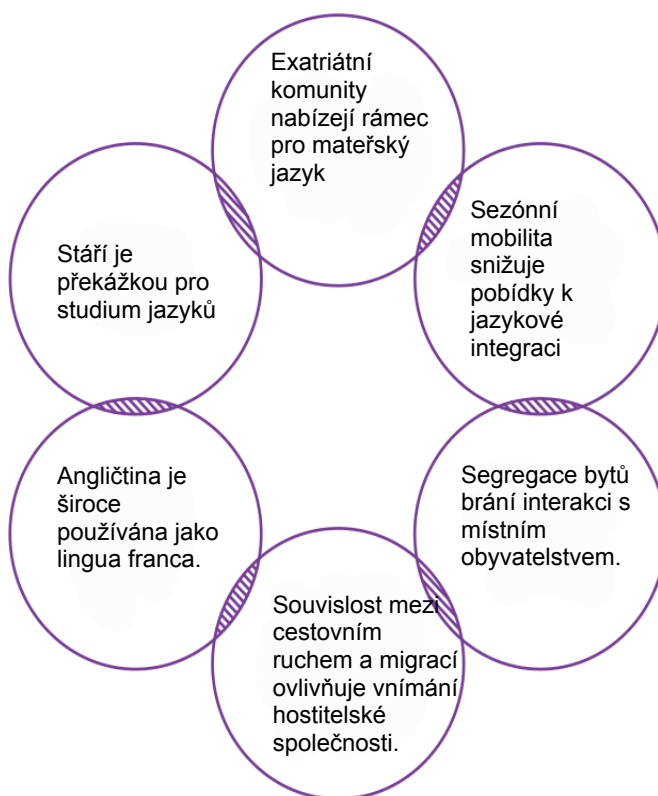 Exatriátní
komunity
nabízejí rámec
pro mateřský
jazyk
Sezónní
mobilita
snižuje
pobídky k
jazykové
integraci
Segregace bytů
brání interakci s
místním
obyvatelstvem.
Souvislost mezi
cestovním
ruchem a migrací
ovlivňuje vnímání
hostitelské
společnosti.
Angličtina je
široce
používána jako
lingua franca.
Stáří je
překážkou pro
studium jazyků